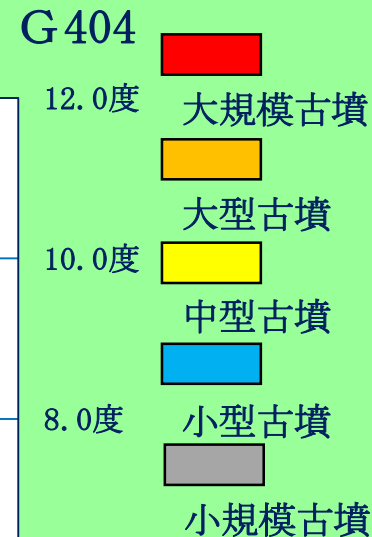 G404
12.0度
大規模古墳
大型古墳
10.0度
中型古墳
8.0度
小型古墳
小規模古墳